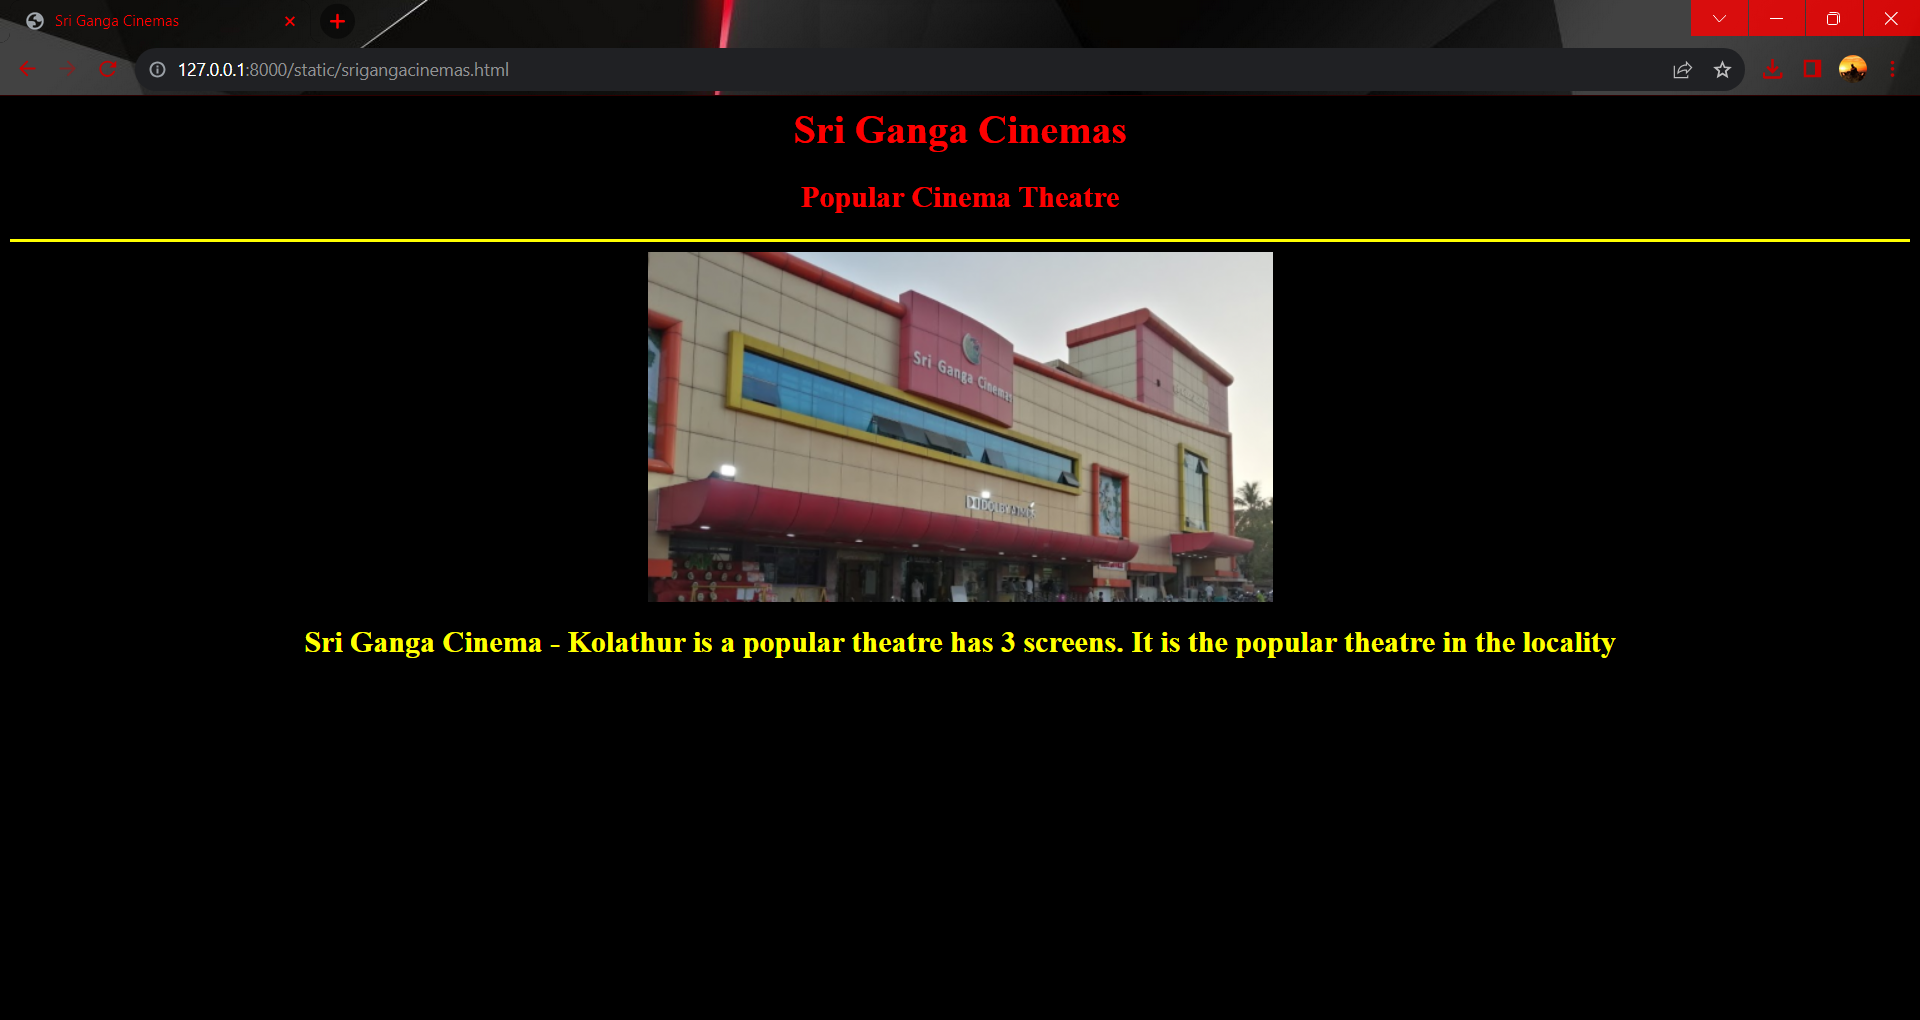 Sri Ganga Cinemas
127.0.0.1:8000/static/srigangacinemas.html
Sri Ganga Cinemas
Popular Cinema Theatre
Sri Ganga Cinemas
DOLBY ATMOS
Sri Ganga Cinema - Kolathur is a popular theatre has 3 screens. It is the popular theatre in the locality